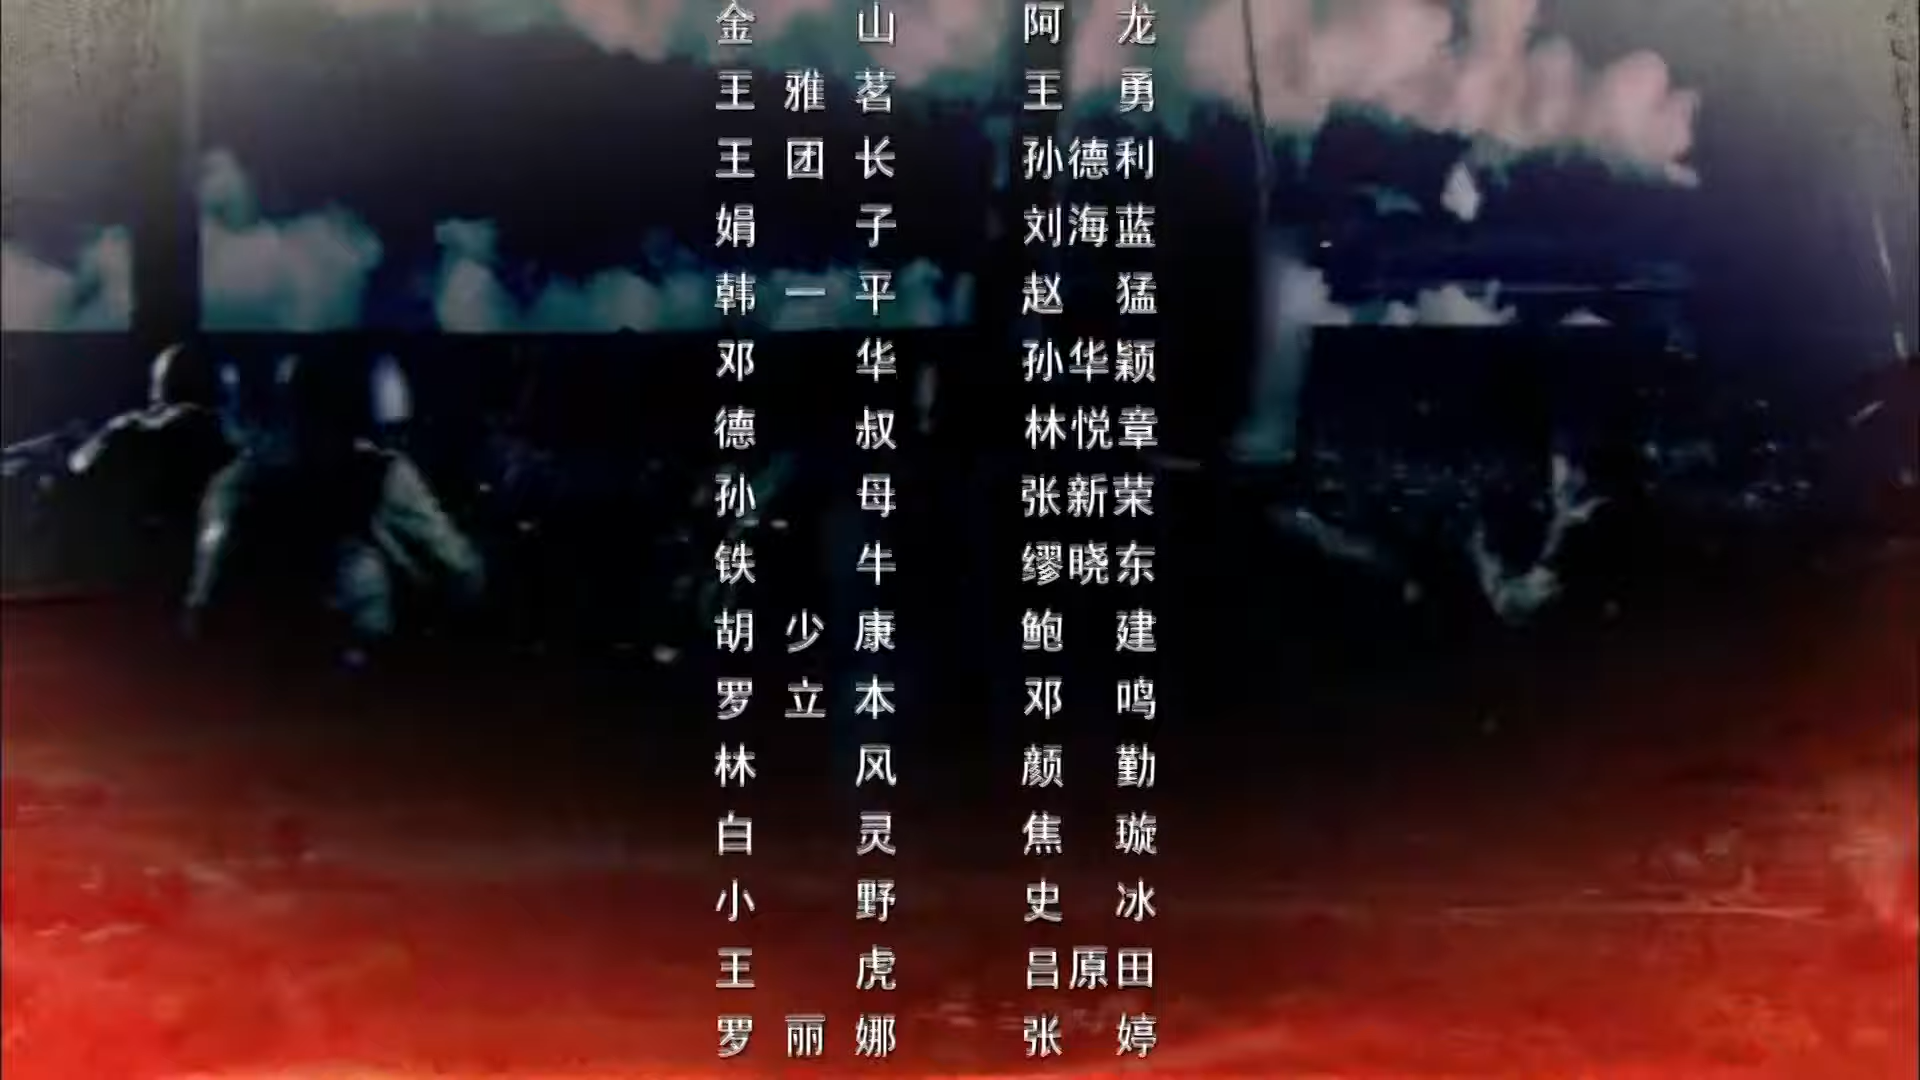 金山 阿龙
王雅茗 王勇
王团长 孙德利
娟子 刘海蓝
韩一平 赵猛
邓华 孙华颖
德叔 林悦章
孙母 张新荣
铁牛 缪晓东
胡少康 鲍建
罗立本 邓鸣
林风 颜勤
白灵 焦璇
小野 史冰
王虎 吕原田
罗丽娜 张婷